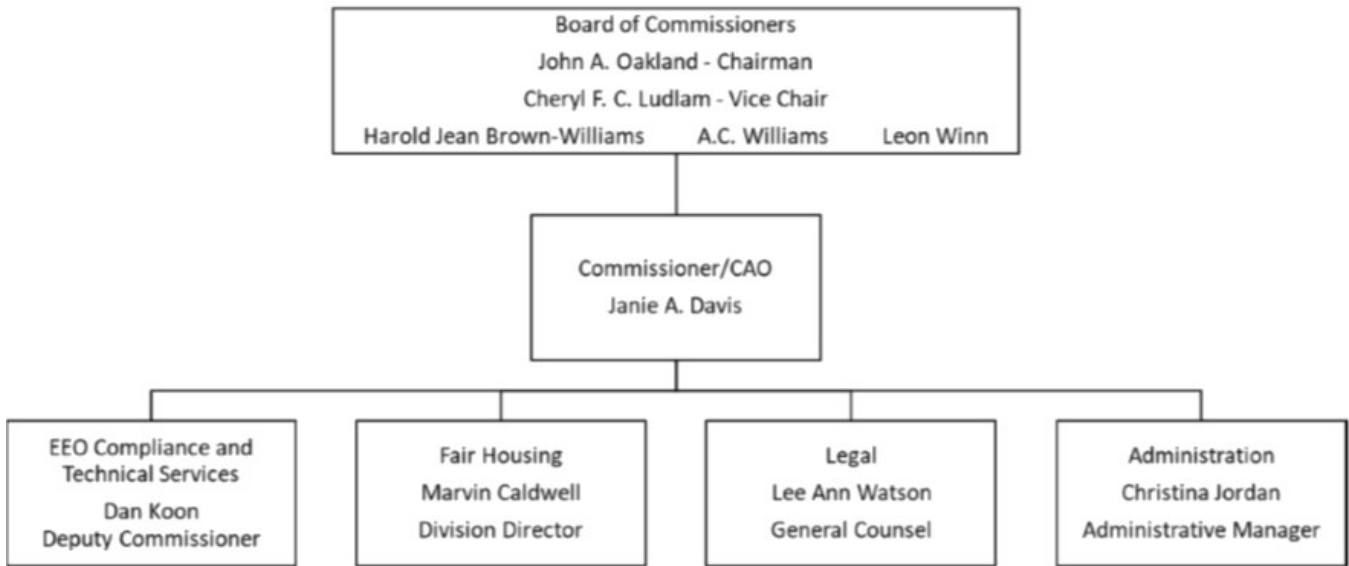 Board of Commissioners
John A. Oakland - Chairman
Cheryl F. C. Ludlam - Vice Chair
Harold Jean Brown-Williams A.C. Williams Leon Winn
Commissioner/CAO
Janie A. Davis
EEO Compliance and
Technical Services
Dan Koon
Deputy Commissioner
Fair Housing
Marvin Caldwell
Division Director
Legal
Lee Ann Watson
General Counsel
Administration
Christina Jordan
Administrative Manager